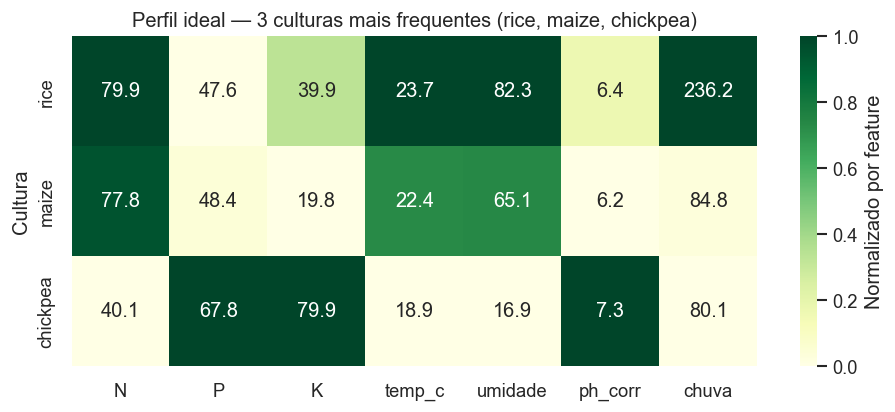 Perfil ideal — 3 culturas mais frequentes (rice, maize, chickpea)
Cultura
rice
79.9 47.6 39.9 23.7 82.3 6.4 236.2
maize
77.8 48.4 19.8 22.4 65.1 6.2 84.8
chickpea
40.1 67.8 79.9 18.9 16.9 7.3 80.1
N P K temp_c umidade ph_corr chuva
1.0
0.8
0.6
0.4
0.2
0.0
Normalizado por feature